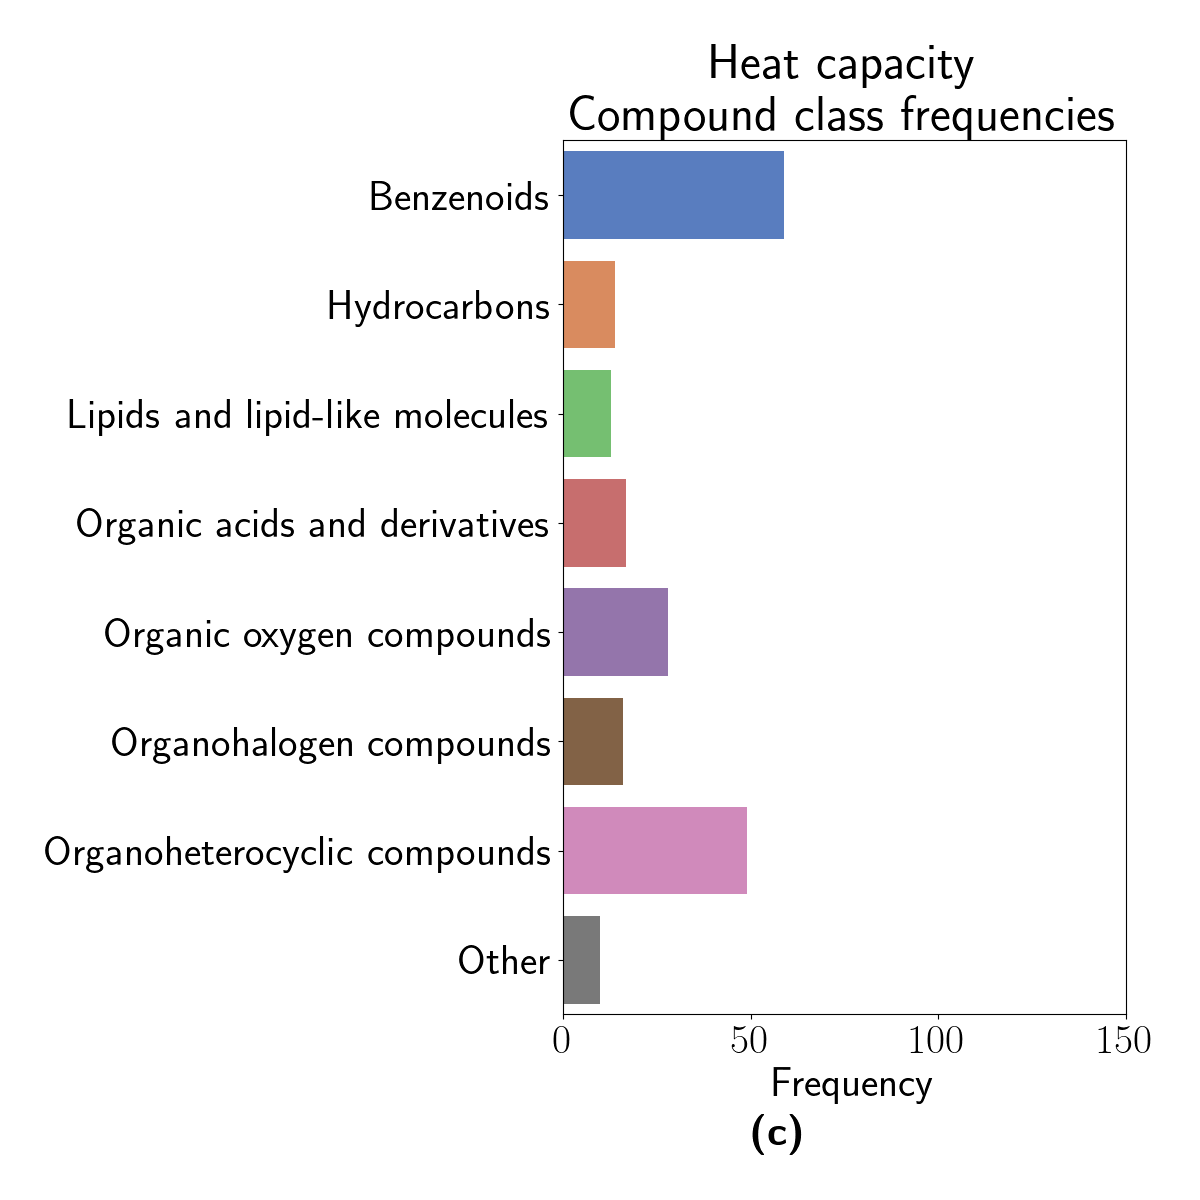 Heat capacity
Compound class frequencies
Benzenoids
Hydrocarbons
Lipids and lipid-like molecules
Organic acids and derivatives
Organic oxygen compounds
Organohalogen compounds
Organoheterocyclic compounds
Other
0 50 100 150
Frequency
(c)